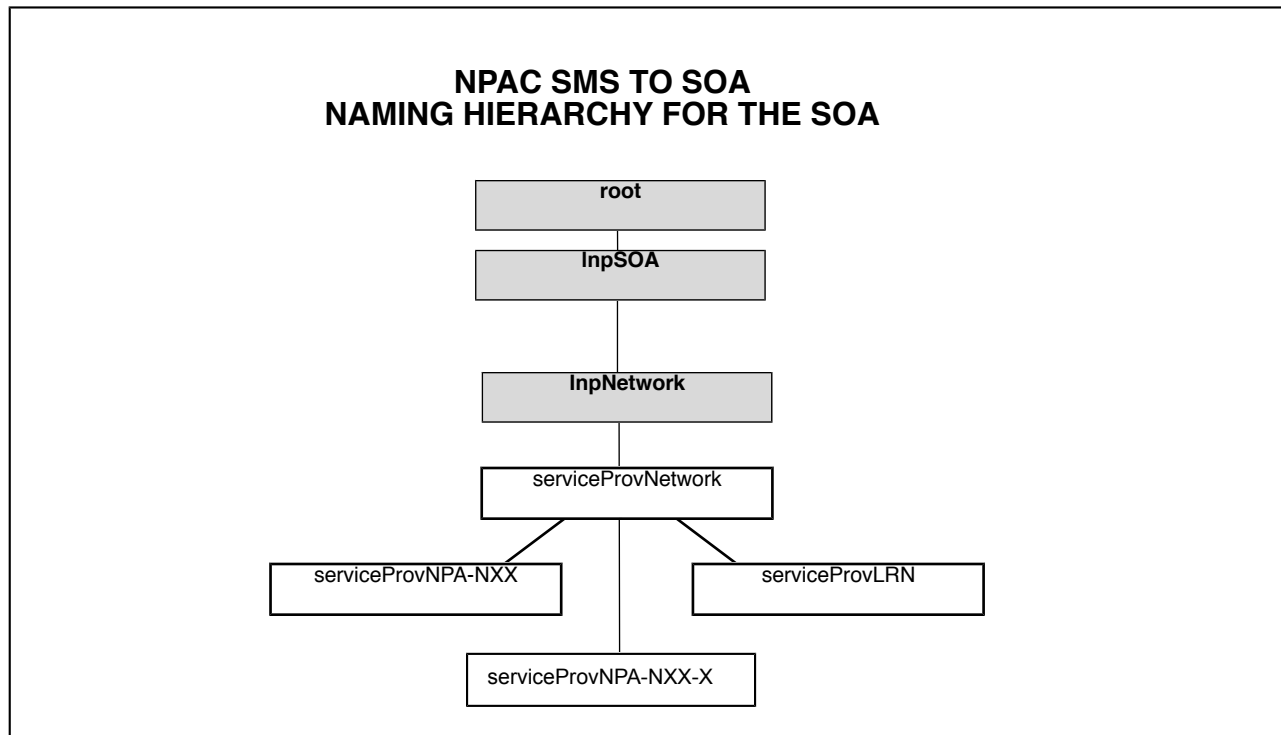 NPAC SMS TO SOA
NAMING HIERARCHY FOR THE SOA
root
lnpSOA
lnpNetwork
serviceProvNetwork
serviceProvNPA-NXX
serviceProvLRN
serviceProvNPA-NXX-X